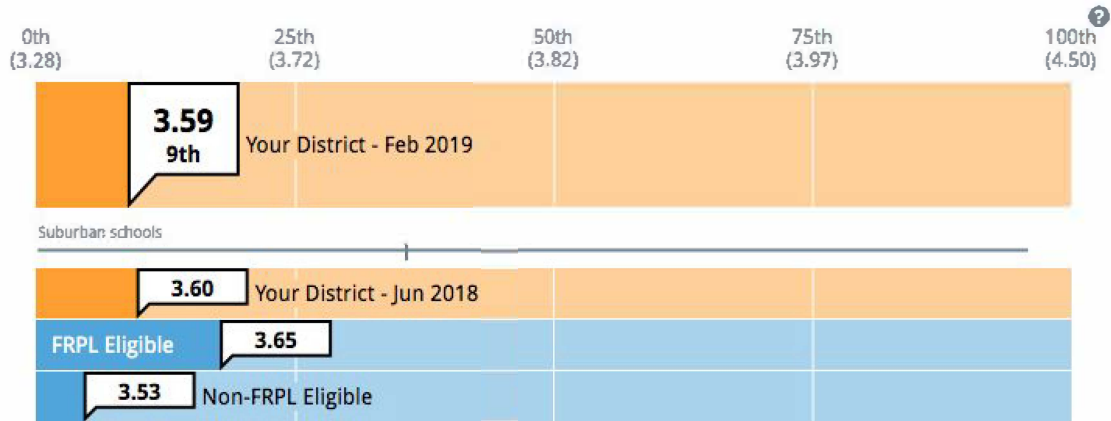 ?
0th 25th 50th 75th 100th
(3.28) (3.72) (3.82) (3.97) (4.50)
3.59
9th
Your District - Feb 2019
Suburban schools
3.60 Your District - Jun 2018
FRPL Eligible 3.65
3.53 Non-FRPL Eligible